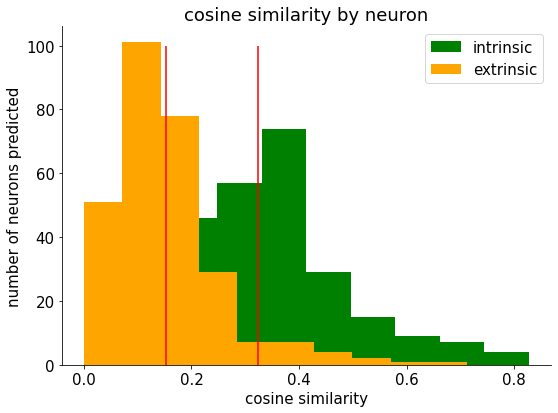 cosine similarity by neuron
intrinsic
extrinsic
number of neurons predicted
100
80
60
40
20
0
0.0 0.2 0.4 0.6 0.8
cosine similarity